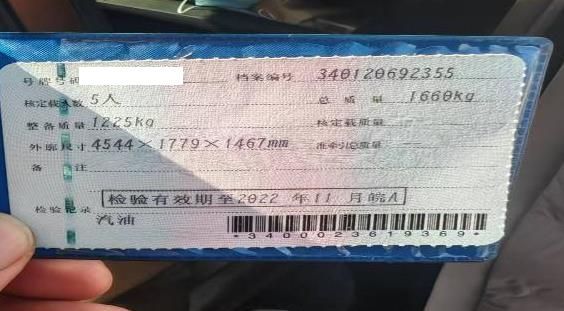 号牌号码 档案编号 340120692355
核定载人数 5人 总质量 1660kg
整备质量 1225kg 核定载质量 --
外廓尺寸 4544×1779×1467mm 准牵引总质量 --
备注
检验有效期至2022 年11 月皖A
检验记录
汽油
*3400023619369*